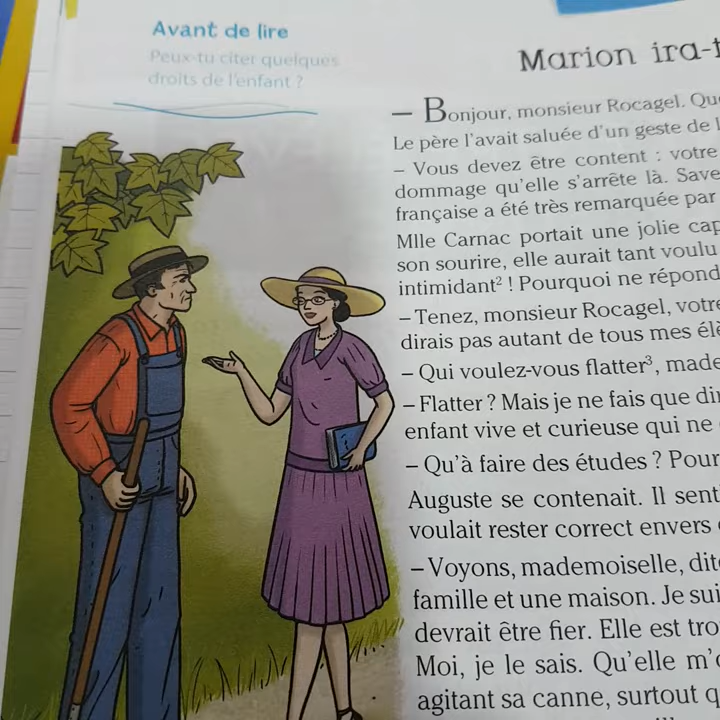 Avant de lire
Peux-tu citer quelques
droits de l'enfant ?
Marion ira-t
— Bonjour, monsieur Rocagel. Que
Le père l'avait saluée d'un geste de l
– Vous devez être content : votre
dommage qu'elle s'arrête là. Save
française a été très remarquée par
Mlle Carnac portait une jolie cap
son sourire, elle aurait tant voulu
intimidant² ! Pourquoi ne répond
– Tenez, monsieur Rocagel, votre
dirais pas autant de tous mes élè
– Qui voulez-vous flatter³, made
– Flatter ? Mais je ne fais que di
enfant vive et curieuse qui ne
– Qu'à faire des études ? Pour
Auguste se contenait. Il sent
voulait rester correct envers
– Voyons, mademoiselle, dit
famille et une maison. Je sui
devrait être fier. Elle est tro
Moi, je le sais. Qu'elle m'
agitant sa canne, surtout q